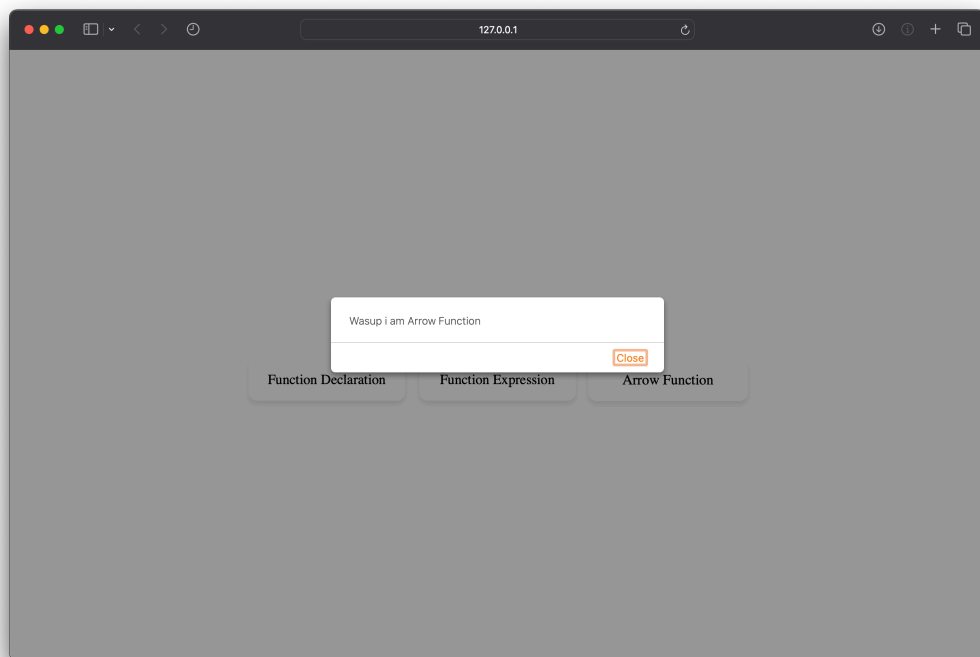 127.0.0.1
Wasup i am Arrow Function
Close
Function Declaration
Function Expression
Arrow Function